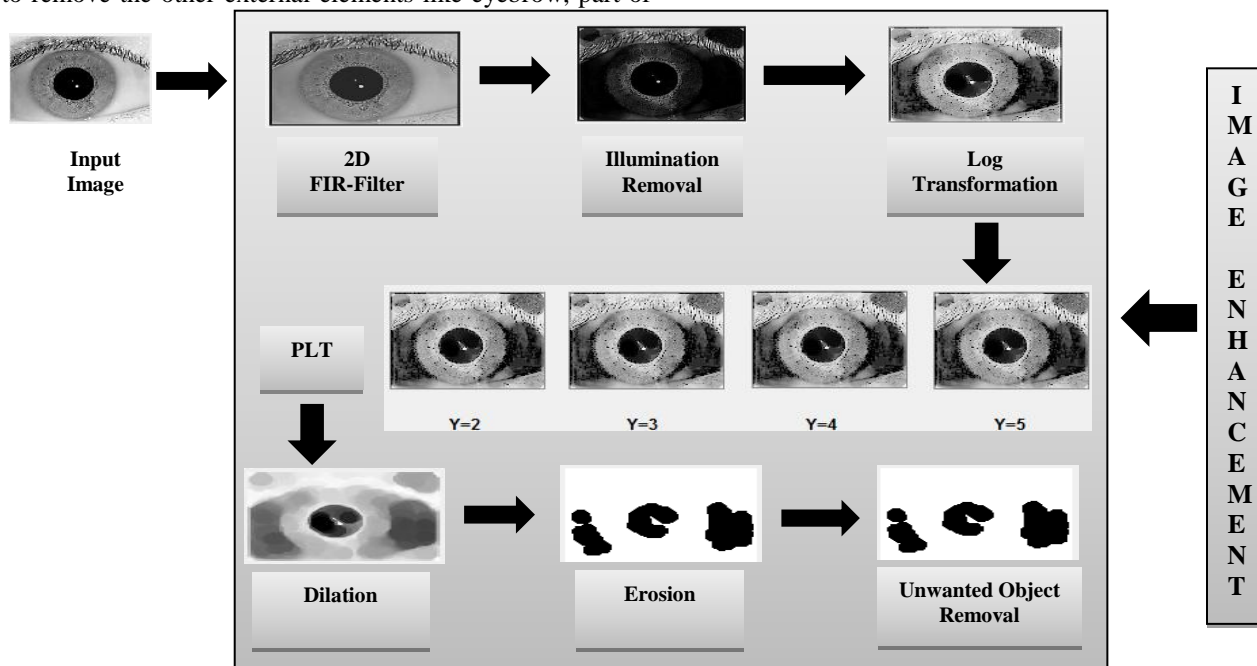 to remove the other external elements like eyebrow, part of
Input
Image
2D
FIR-Filter
Illumination
Removal
Log
Transformation
PLT
Y=2
Y=3
Y=4
Y=5
Dilation
Erosion
Unwanted Object
Removal
I
M
A
G
E
E
N
H
A
N
C
E
M
E
N
T